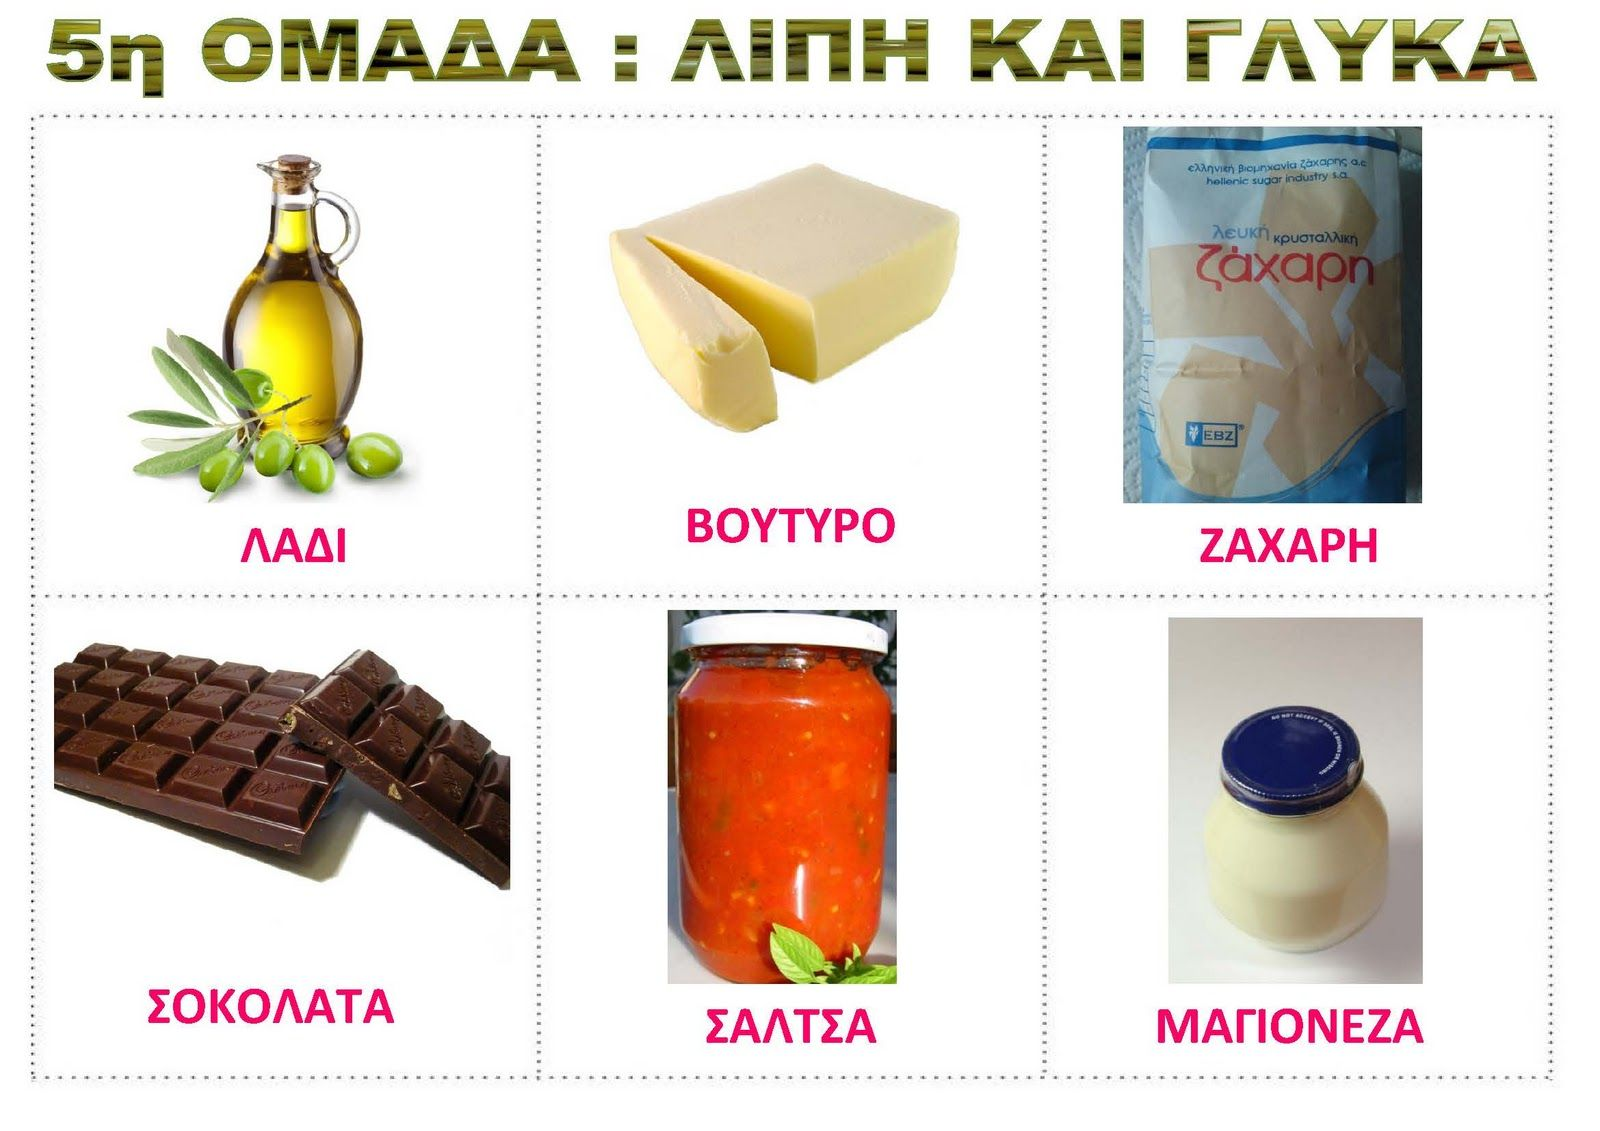 5η ΟΜΑΔΑ : ΛΙΠΗ ΚΑΙ ΓΛΥΚΑ
ελληνική βιομηχανία ζάχαρης α.ε
hellenic sugar industry s.a.
λευκή κρυσταλλική
ζάχαρη
EBZ
ΛΑΔΙ
ΒΟΥΤΥΡΟ
ΖΑΧΑΡΗ
ΣΟΚΟΛΑΤΑ
ΣΑΛΤΣΑ
ΜΑΓΙΟΝΕΖΑ